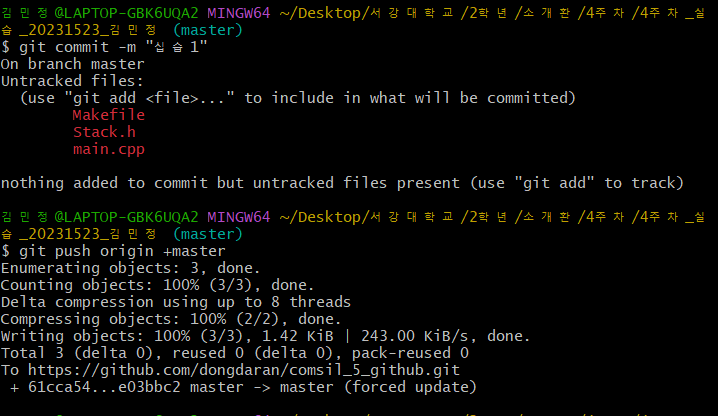 김민정@LAPTOP-GBK6UQA2 MINGW64 ~/Desktop/서강대학교/2학년/소개환/4주차/4주차_실
습_20231523_김민정 (master)
$ git commit -m "십습1"
On branch master
Untracked files:
  (use "git add <file>..." to include in what will be committed)
        Makefile
        Stack.h
        main.cpp

nothing added to commit but untracked files present (use "git add" to track)

김민정@LAPTOP-GBK6UQA2 MINGW64 ~/Desktop/서강대학교/2학년/소개환/4주차/4주차_실
습_20231523_김민정 (master)
$ git push origin +master
Enumerating objects: 3, done.
Counting objects: 100% (3/3), done.
Delta compression using up to 8 threads
Compressing objects: 100% (2/2), done.
Writing objects: 100% (3/3), 1.42 KiB | 243.00 KiB/s, done.
Total 3 (delta 0), reused 0 (delta 0), pack-reused 0
To https://github.com/dongdaran/comsil_5_github.git
 + 61cca54...e03bbc2 master -> master (forced update)